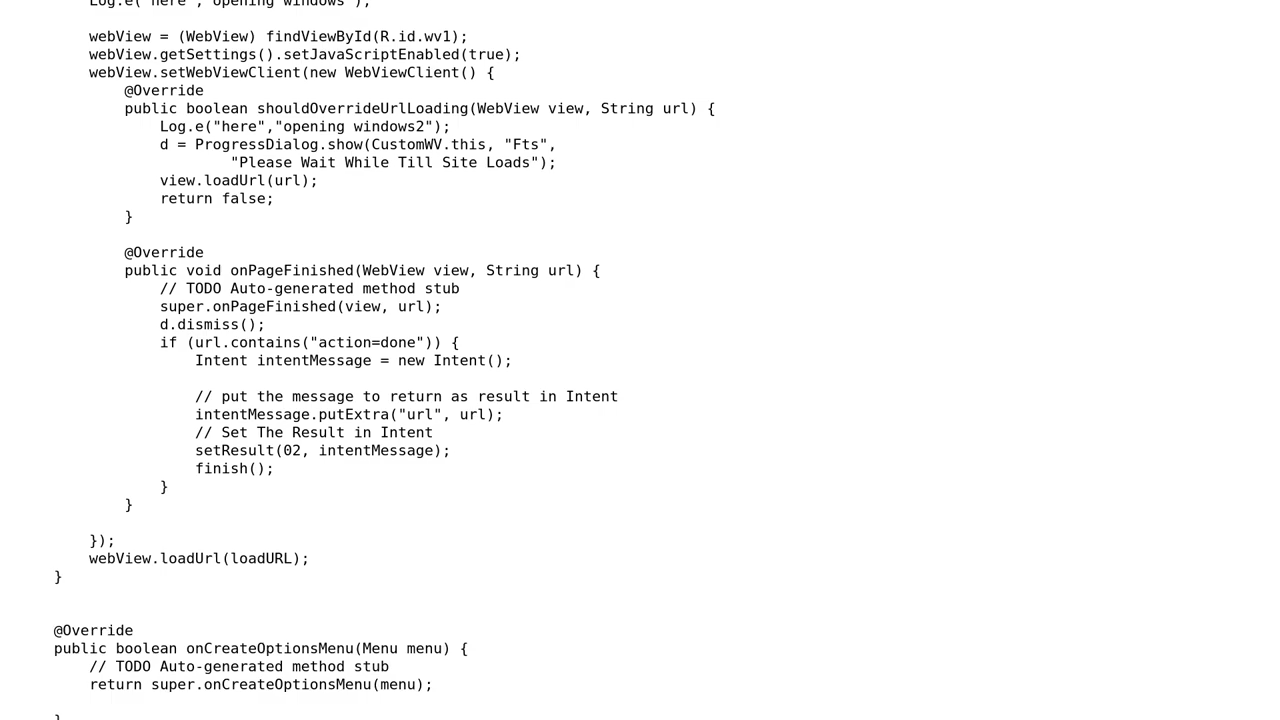 Log.e("here","opening windows");
webView = (WebView) findViewById(R.id.wv1);
webView.getSettings().setJavaScriptEnabled(true);
webView.setWebViewClient(new WebViewClient() {
@Override
public boolean shouldOverrideUrlLoading(WebView view, String url) {
Log.e("here","opening windows2");
d = ProgressDialog.show(CustomWV.this, "Fts",
"Please Wait While Till Site Loads");
view.loadUrl(url);
return false;
}
@Override
public void onPageFinished(WebView view, String url) {
// TODO Auto-generated method stub
super.onPageFinished(view, url);
d.dismiss();
if (url.contains("action=done")) {
Intent intentMessage = new Intent();
// put the message to return as result in Intent
intentMessage.putExtra("url", url);
// Set The Result in Intent
setResult(02, intentMessage);
finish();
}
}
});
webView.loadUrl(loadURL);
}
@Override
public boolean onCreateOptionsMenu(Menu menu) {
// TODO Auto-generated method stub
return super.onCreateOptionsMenu(menu);
}